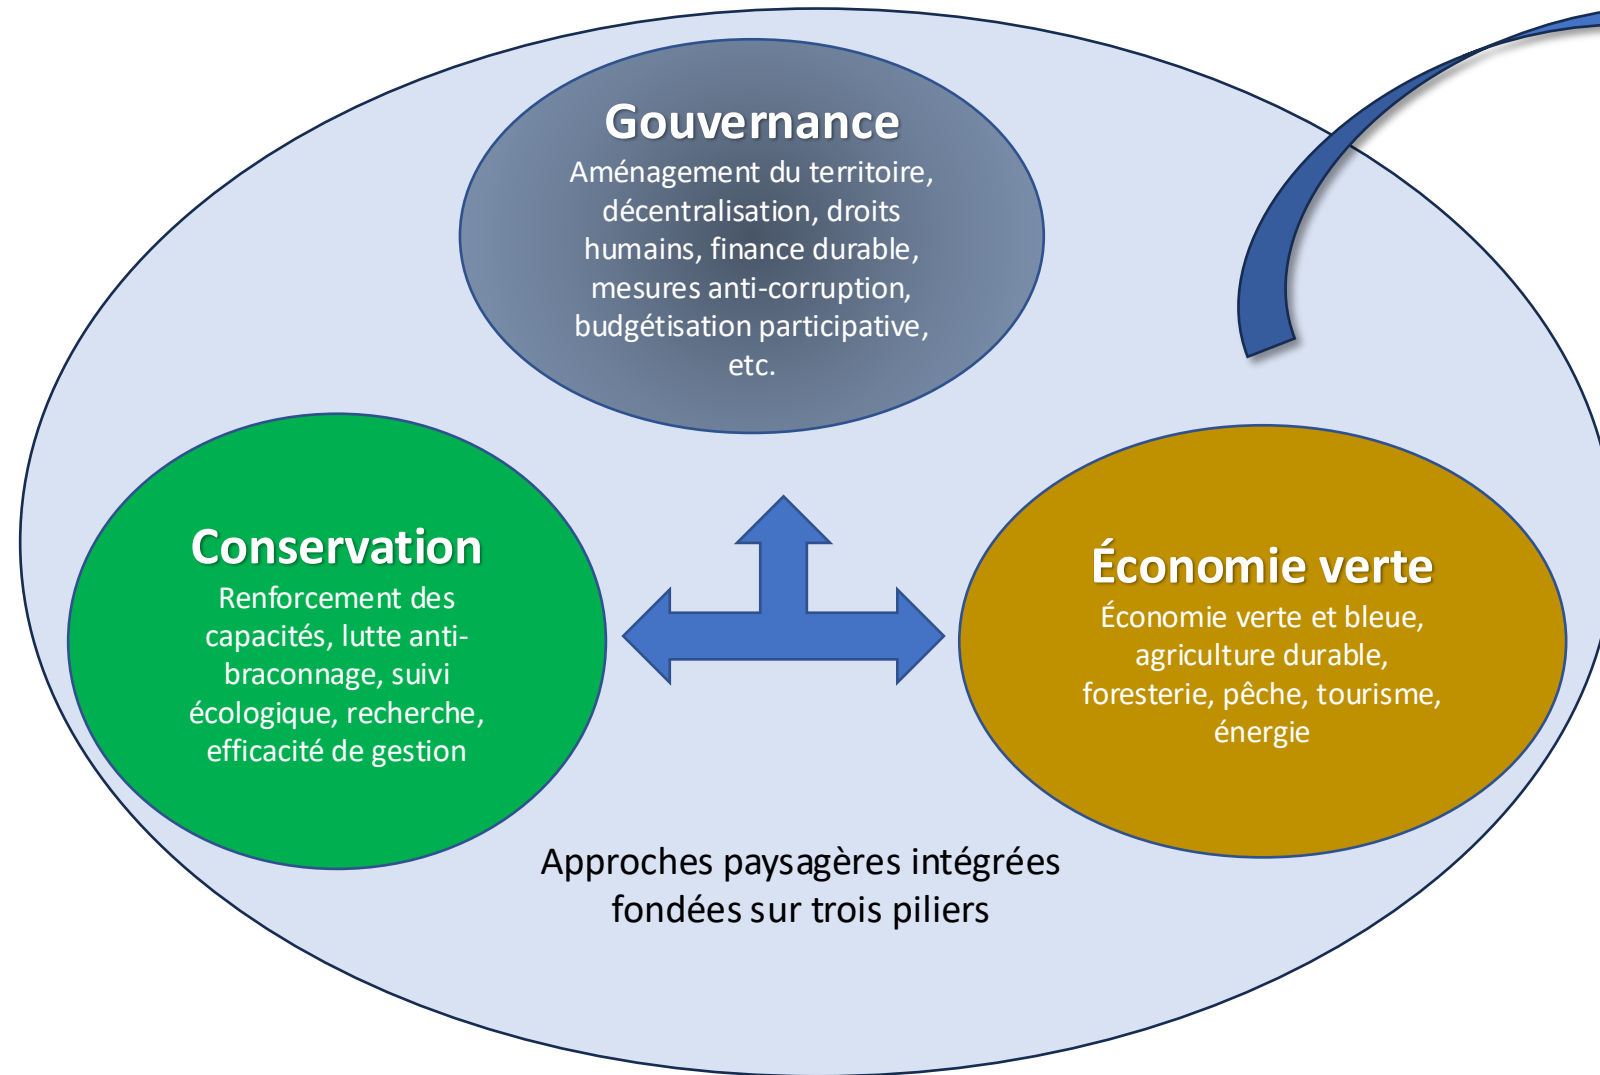 Gouvernance
Aménagement du territoire,
décentralisation, droits
humains, finance durable,
mesures anti-corruption,
budgétisation participative,
etc.
Conservation
Renforcement des
capacités, lutte anti-
braconnage, suivi
écologique, recherche,
efficacité de gestion
Économie verte
Économie verte et bleue,
agriculture durable,
foresterie, pêche, tourisme,
énergie
Approches paysagères intégrées
fondées sur trois piliers